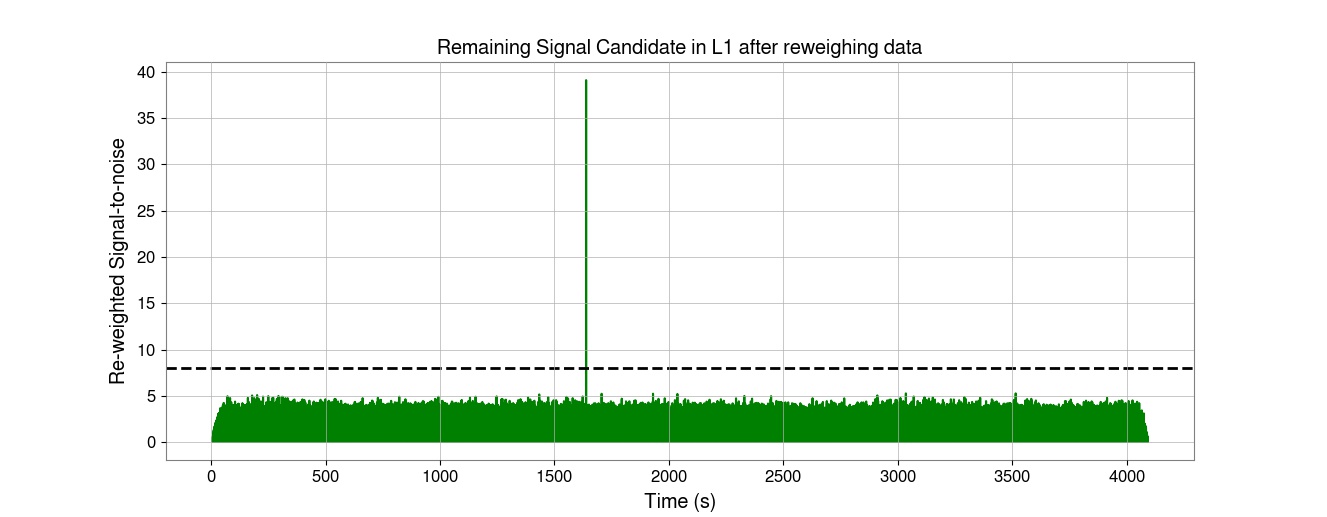 Remaining Signal Candidate in L1 after reweighing data
Re-weighted Signal-to-noise
40
35
30
25
20
15
10
5
0
0 500 1000 1500 2000 2500 3000 3500 4000
Time (s)